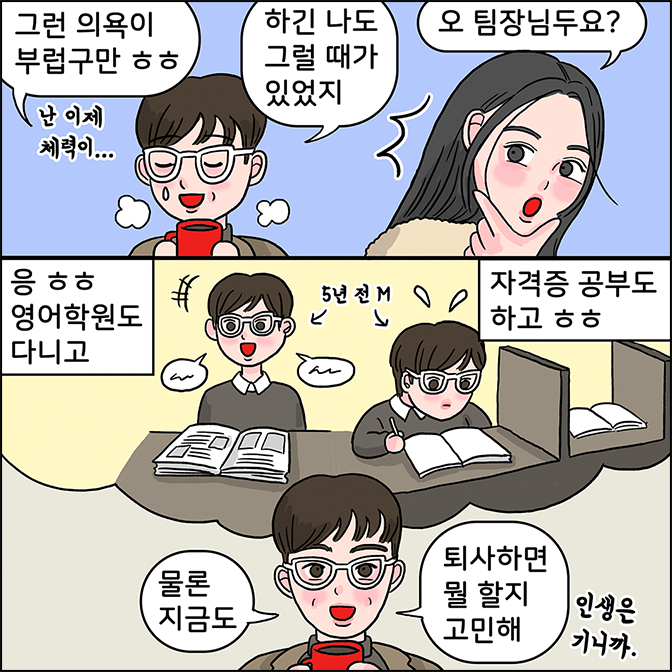 그런 의욕이
부럽구만 ㅎㅎ
하긴 나도
그럴 때가
있었지
오 팀장님두요?
난 이제
체력이...
응 ㅎㅎ
영어학원도
다니고
5년 전 M
자격증 공부도
하고 ㅎㅎ
물론
지금도
퇴사하면
뭘 할지
고민해
인생은
기니까.